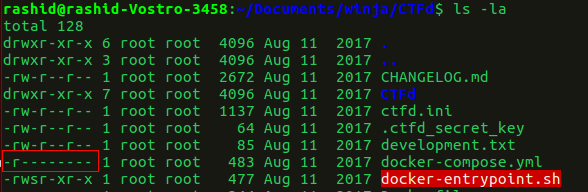 rashid@rashid-Vostro-3458:~/Documents/winja/CTFd$ ls -la
total 128
drwxr-xr-x 6 root root 4096 Aug 11 2017 .
drwxr-xr-x 3 root root 4096 Aug 11 2017 ..
-rw-r--r-- 1 root root 2672 Aug 11 2017 CHANGELOG.md
drwxr-xr-x 7 root root 4096 Aug 11 2017 CTFd
-rw-r--r-- 1 root root 1137 Aug 11 2017 ctfd.ini
-rw-r--r-- 1 root root 64 Aug 11 2017 .ctfd_secret_key
-rw-r--r-- 1 root root 85 Aug 11 2017 development.txt
-r-------- 1 root root 483 Aug 11 2017 docker-compose.yml
-rwsr-xr-x 1 root root 477 Aug 11 2017 docker-entrypoint.sh